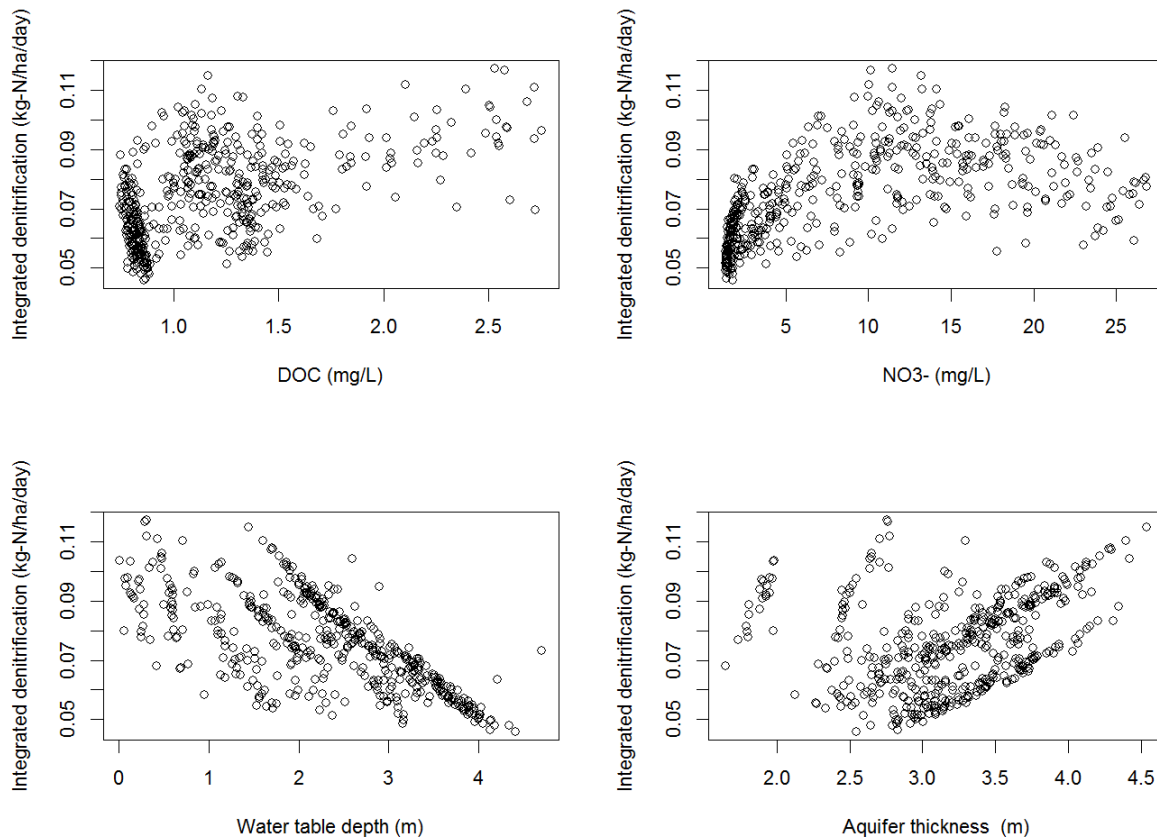 Integrated denitrification (kg-N/ha/day)
0.11
0.09
0.07
0.05
1.0 1.5 2.0 2.5
DOC (mg/L)
Integrated denitrification (kg-N/ha/day)
0.11
0.09
0.07
0.05
5 10 15 20 25
NO3- (mg/L)
Integrated denitrification (kg-N/ha/day)
0.11
0.09
0.07
0.05
0 1 2 3 4
Water table depth (m)
Integrated denitrification (kg-N/ha/day)
0.11
0.09
0.07
0.05
2.0 2.5 3.0 3.5 4.0 4.5
Aquifer thickness (m)